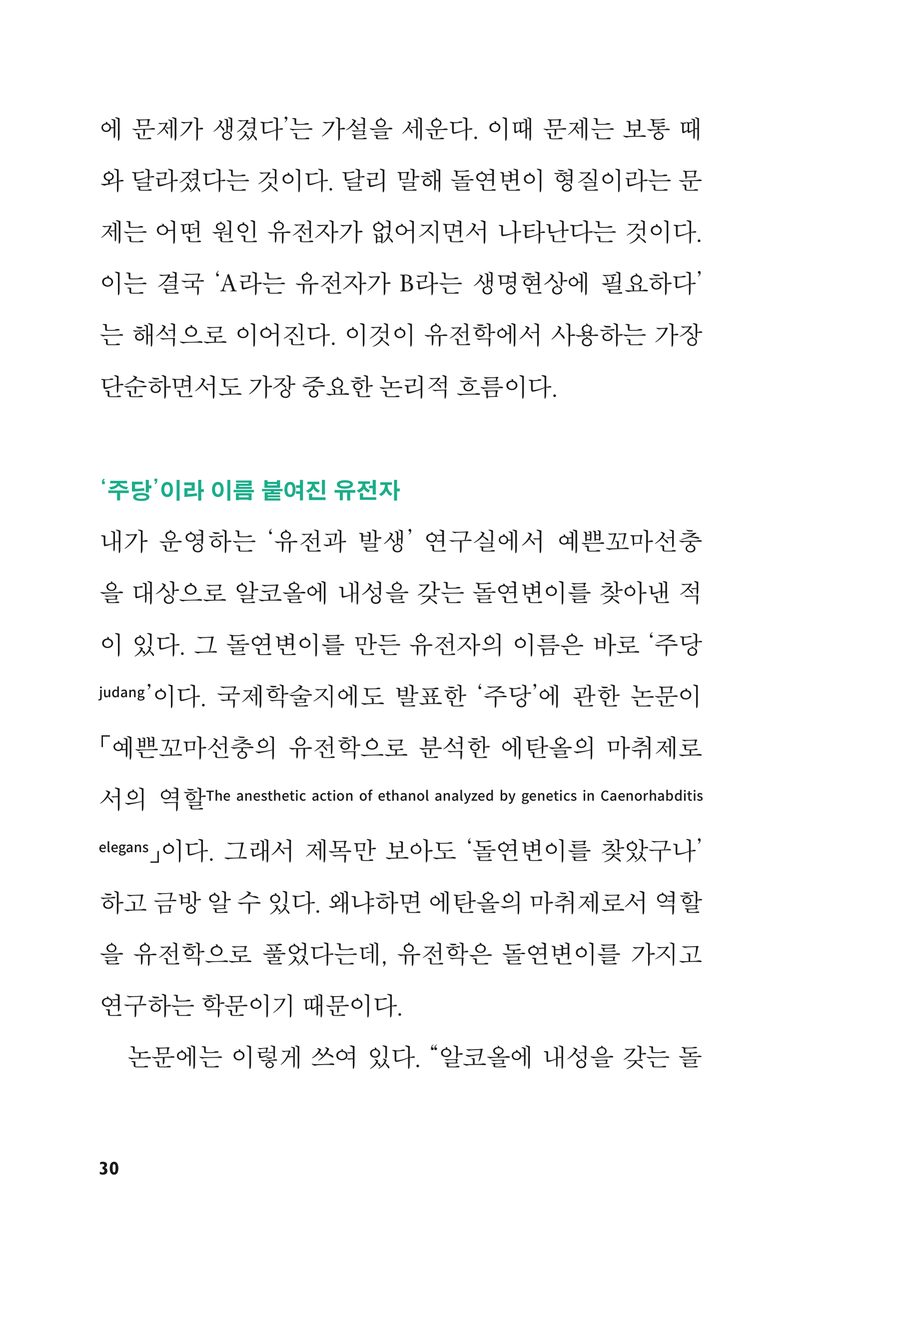 에 문제가 생겼다’는 가설을 세운다. 이때 문제는 보통 때
와 달라졌다는 것이다. 달리 말해 돌연변이 형질이라는 문
제는 어떤 원인 유전자가 없어지면서 나타난다는 것이다.
이는 결국 ‘A라는 유전자가 B라는 생명현상에 필요하다’
는 해석으로 이어진다. 이것이 유전학에서 사용하는 가장
단순하면서도 가장 중요한 논리적 흐름이다.
‘주당’이라 이름 붙여진 유전자
내가 운영하는 ‘유전과 발생’ 연구실에서 예쁜꼬마선충
을 대상으로 알코올에 내성을 갖는 돌연변이를 찾아낸 적
이 있다. 그 돌연변이를 만든 유전자의 이름은 바로 ‘주당
judang’이다. 국제학술지에도 발표한 ‘주당’에 관한 논문이
「예쁜꼬마선충의 유전학으로 분석한 에탄올의 마취제로
서의 역할The anesthetic action of ethanol analyzed by genetics in Caenorhabditis
elegans」이다. 그래서 제목만 보아도 ‘돌연변이를 찾았구나’
하고 금방 알 수 있다. 왜냐하면 에탄올의 마취제로서 역할
을 유전학으로 풀었다는데, 유전학은 돌연변이를 가지고
연구하는 학문이기 때문이다.
논문에는 이렇게 쓰여 있다. “알코올에 내성을 갖는 돌
30